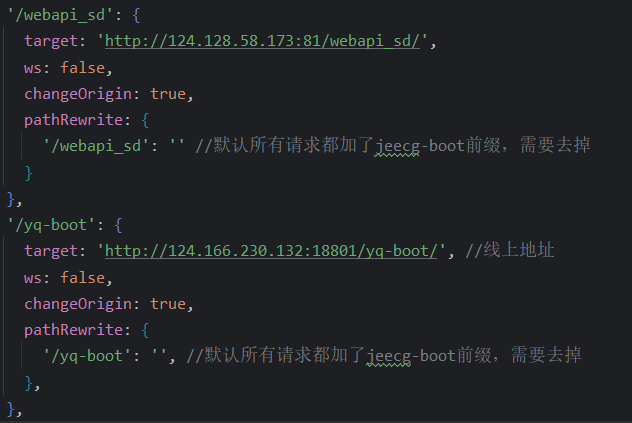 '/webapi_sd': {
target: 'http://124.128.58.173:81/webapi_sd/',
ws: false,
changeOrigin: true,
pathRewrite: {
'/webapi_sd': '' //默认所有请求都加了jeecg-boot前缀，需要去掉
}
},
'/yq-boot': {
target: 'http://124.166.230.132:18801/yq-boot/', //线上地址
ws: false,
changeOrigin: true,
pathRewrite: {
'/yq-boot': '', //默认所有请求都加了jeecg-boot前缀，需要去掉
},
},